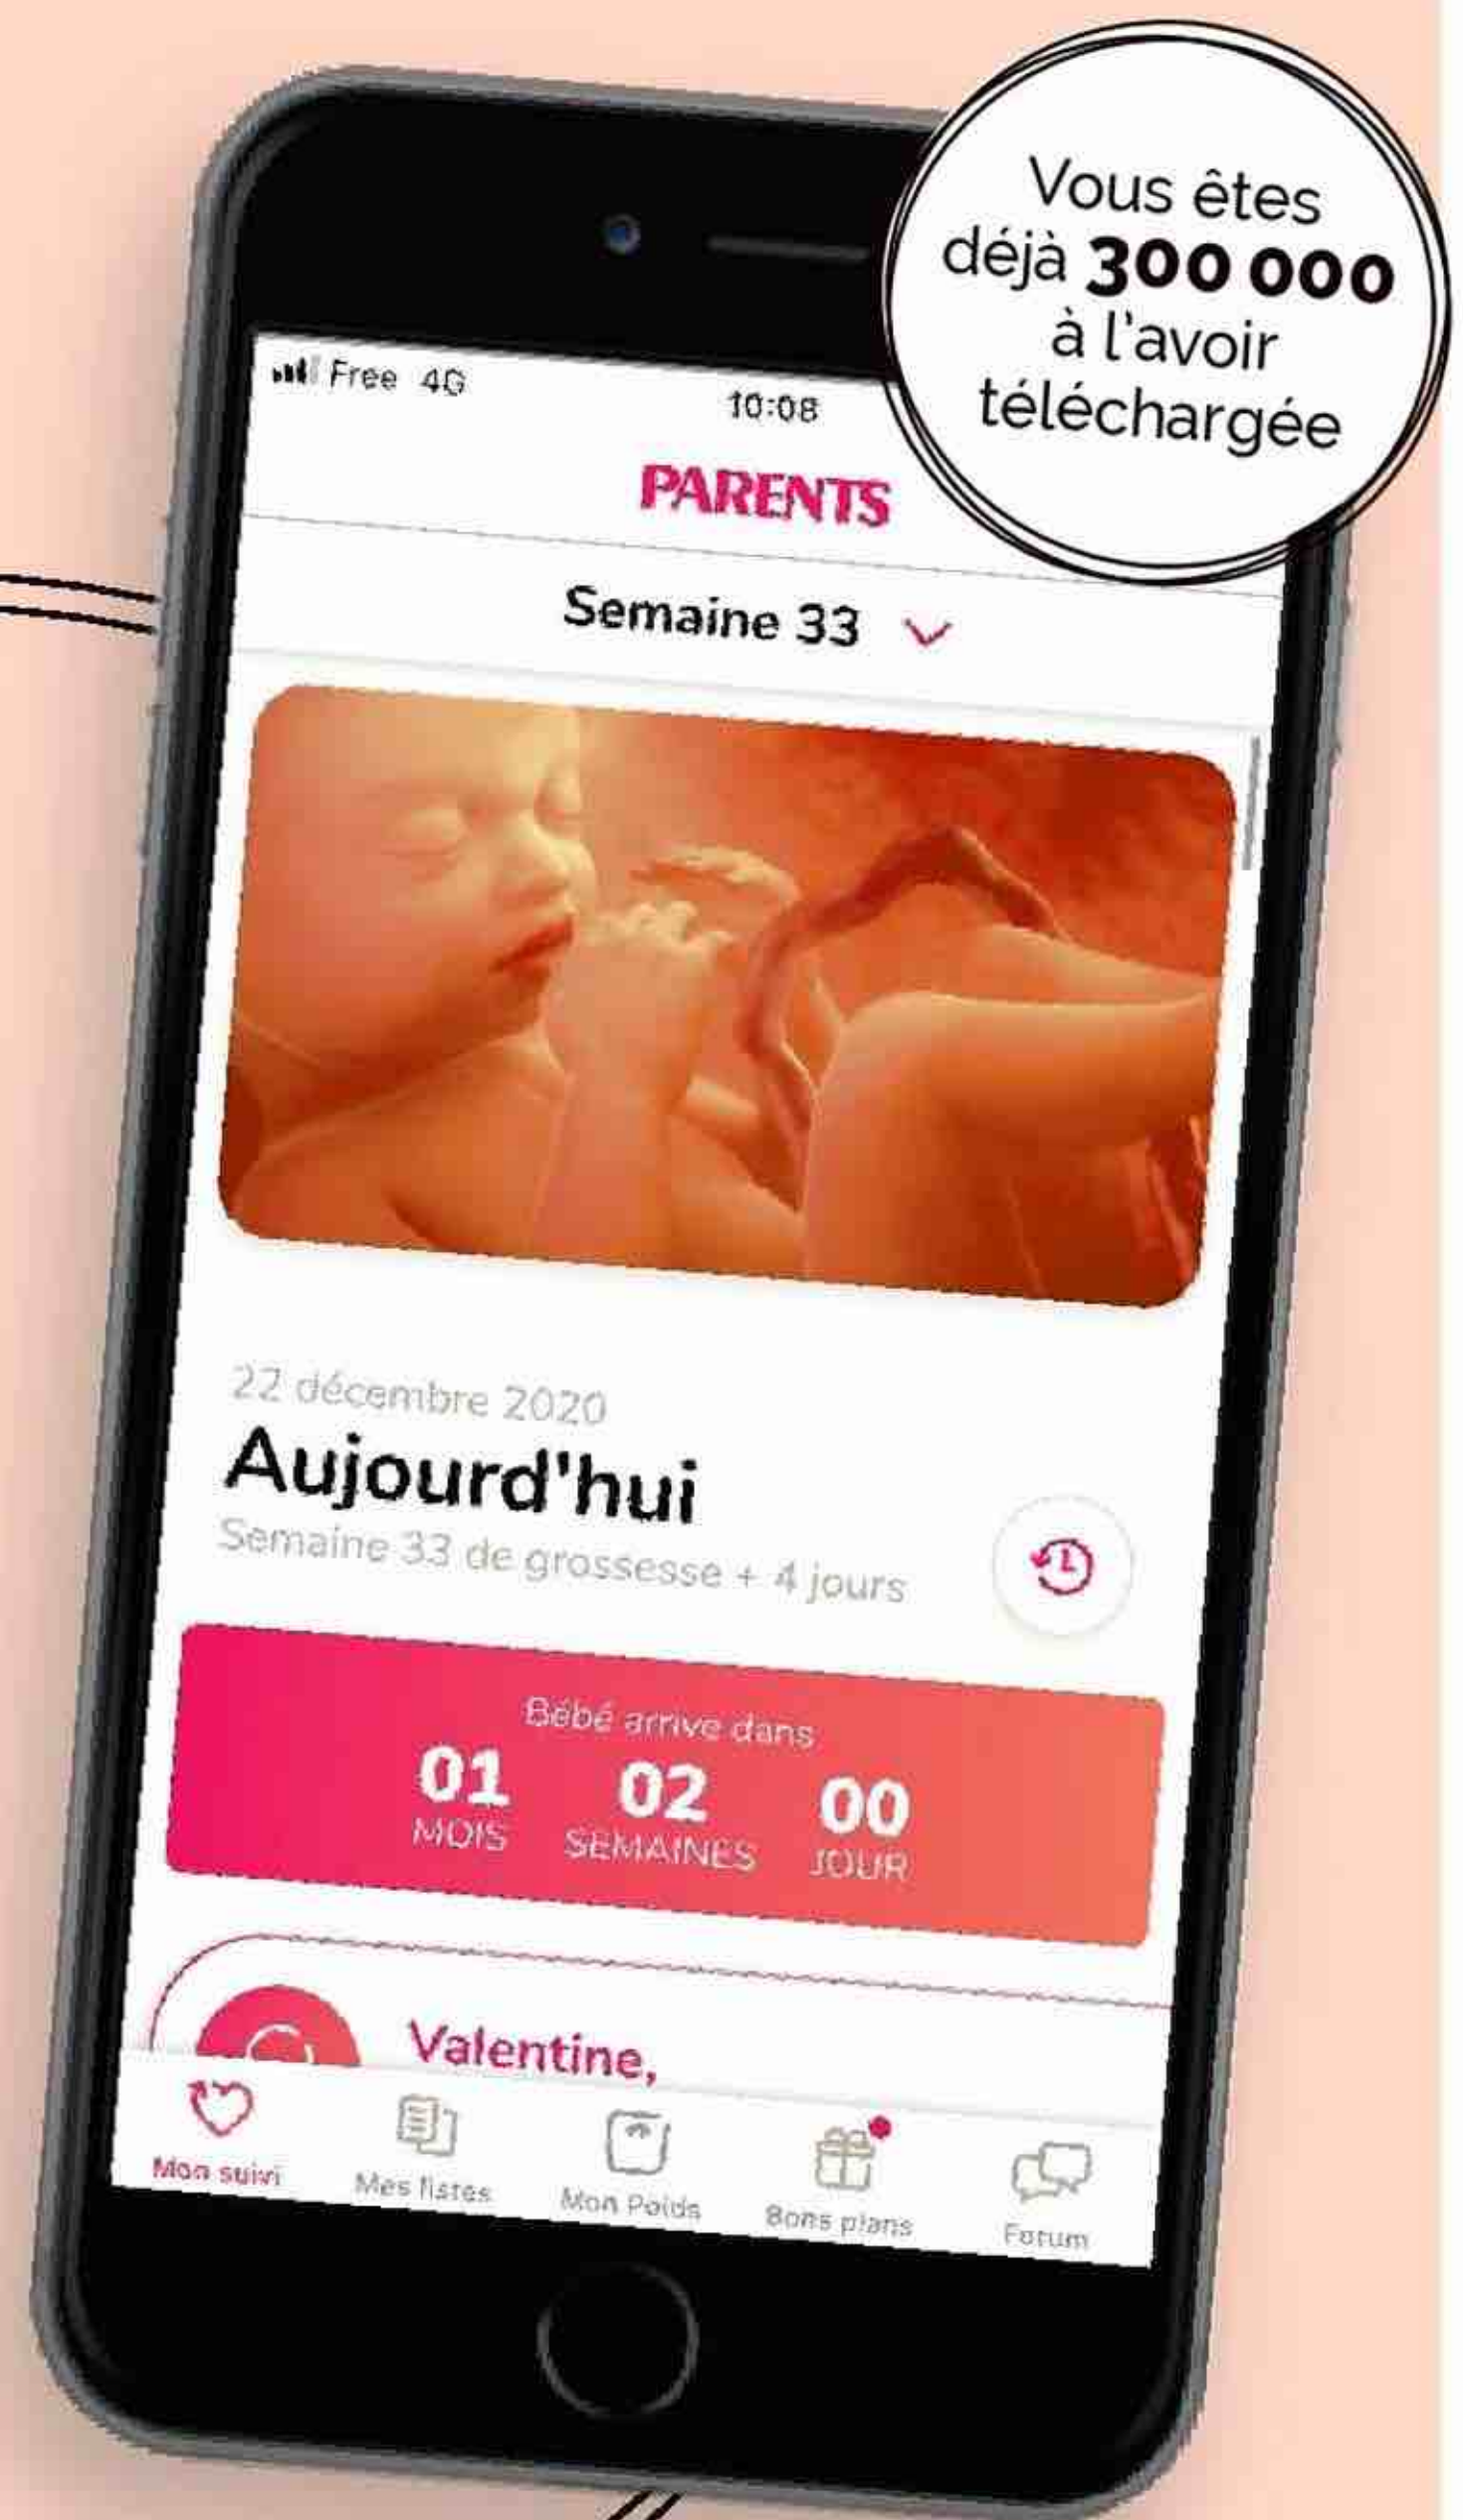 Vous êtes
déjà 300 000
à l'avoir
téléchargée
Free 4G
10:08
PARENTS
Semaine 33
22 décembre 2020
Aujourd'hui
Semaine 33 de grossesse + 4 jours
Bébé arrive dans
01 02 00
MOIS SEMAINES JOUR
Valentine,
Mon suivi Mes listes Mon Poids Bons plans Forum